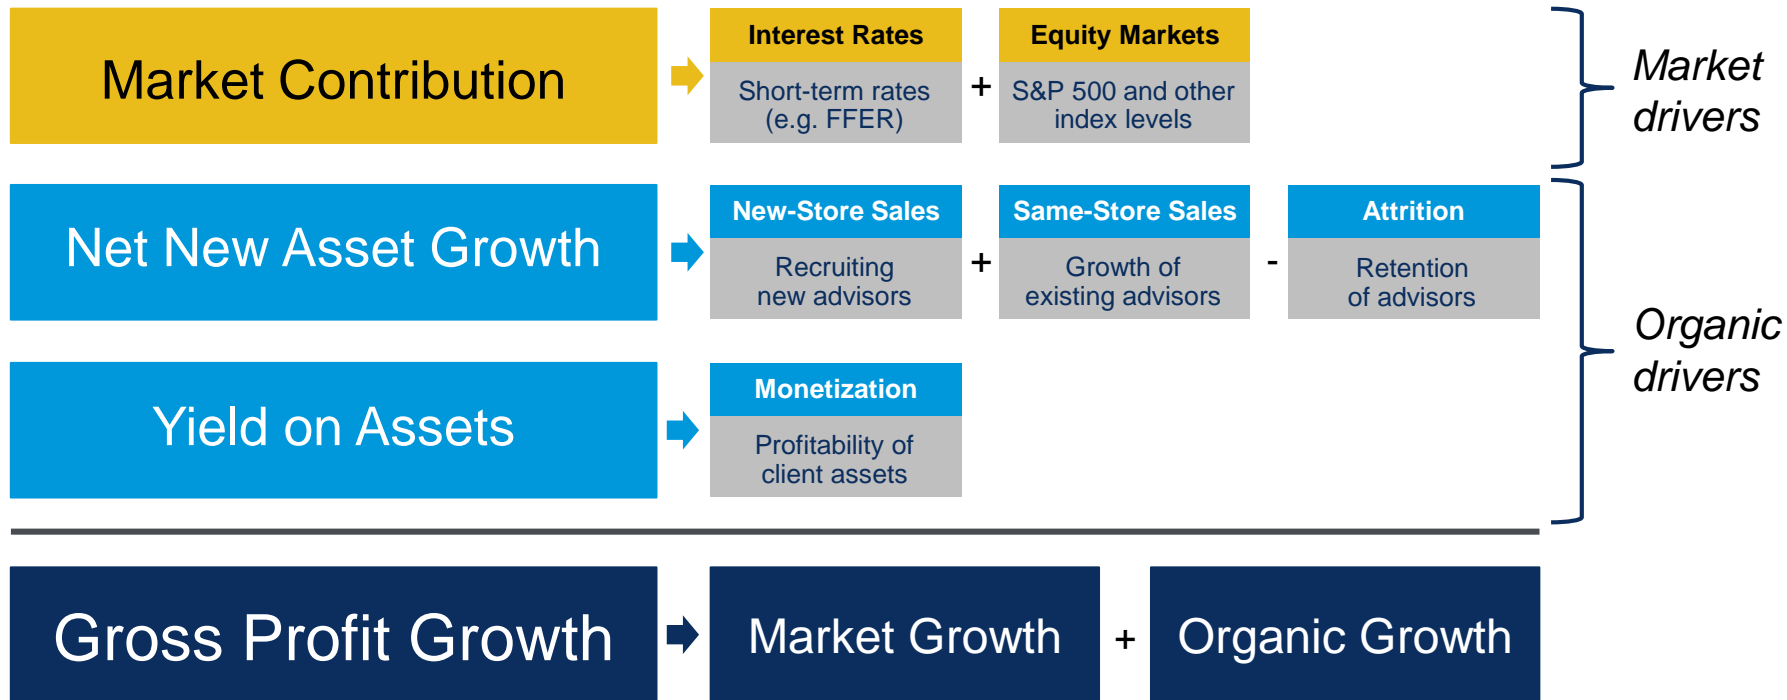 Market Contribution
Interest Rates
Short-term rates
(e.g. FFER)
+
Equity Markets
S&P 500 and other
index levels
Market
drivers
Net New Asset Growth
New-Store Sales
Recruiting
new advisors
+
Same-Store Sales
Growth of
existing advisors
-
Attrition
Retention
of advisors
Organic
drivers
Yield on Assets
Monetization
Profitability of
client assets
Gross Profit Growth
Market Growth
+
Organic Growth